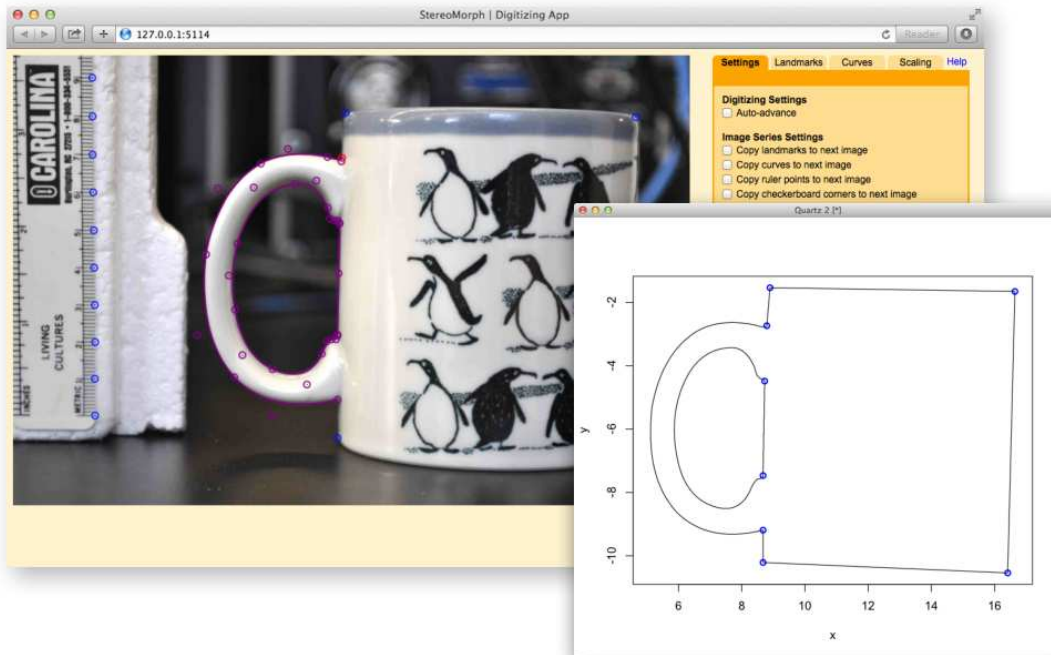 StereoMorph | Digitizing App
127.0.0.1:5114
Reader
Settings
Landmarks
Curves
Scaling
Help
Digitizing Settings
Auto-advance
Image Series Settings
Copy landmarks to next image
Copy curves to next image
Copy ruler points to next image
Copy checkerboard corners to next image
CAROLINA
LIVING
CULTURES
INCHES
METRIC 1
Quartz 2 [*]
-2
-4
-6
-8
-10
y
6
8
10
12
14
16
x